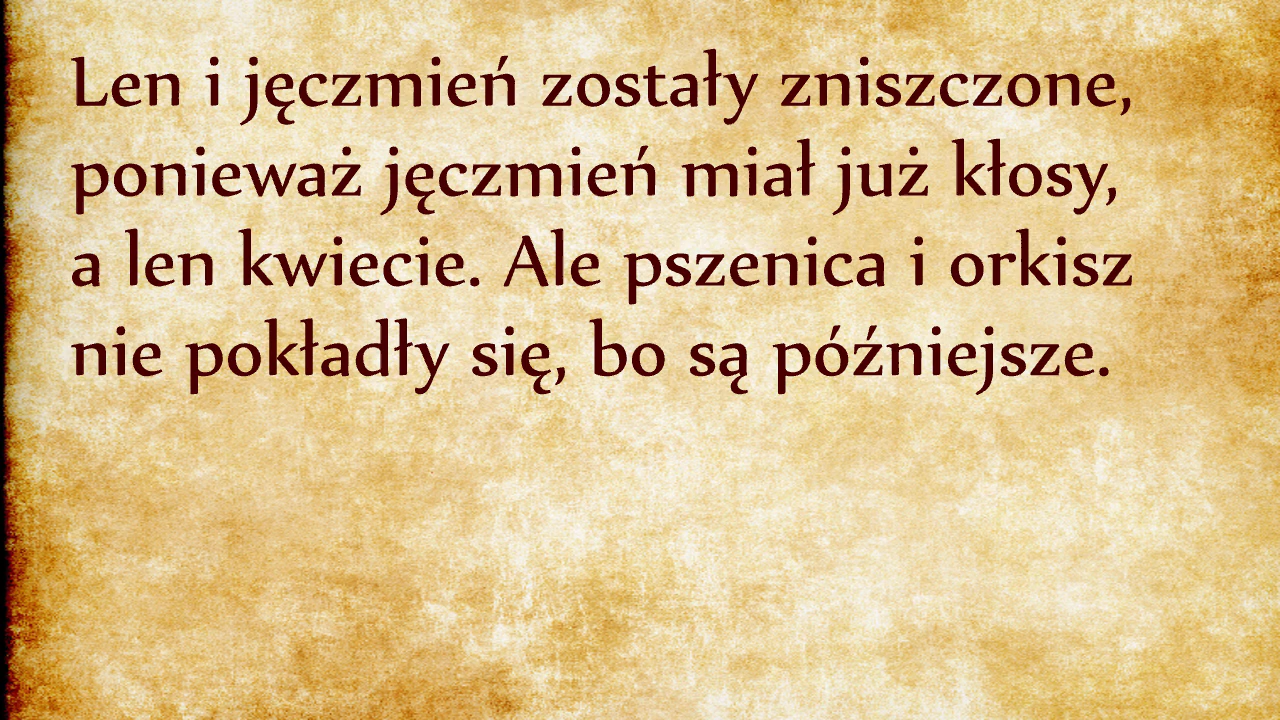 Len i jęczmień zostały zniszczone,
ponieważ jęczmień miał już kłosy,
a len kwiecie. Ale pszenica i orkisz
nie pokładły się, bo są późniejsze.